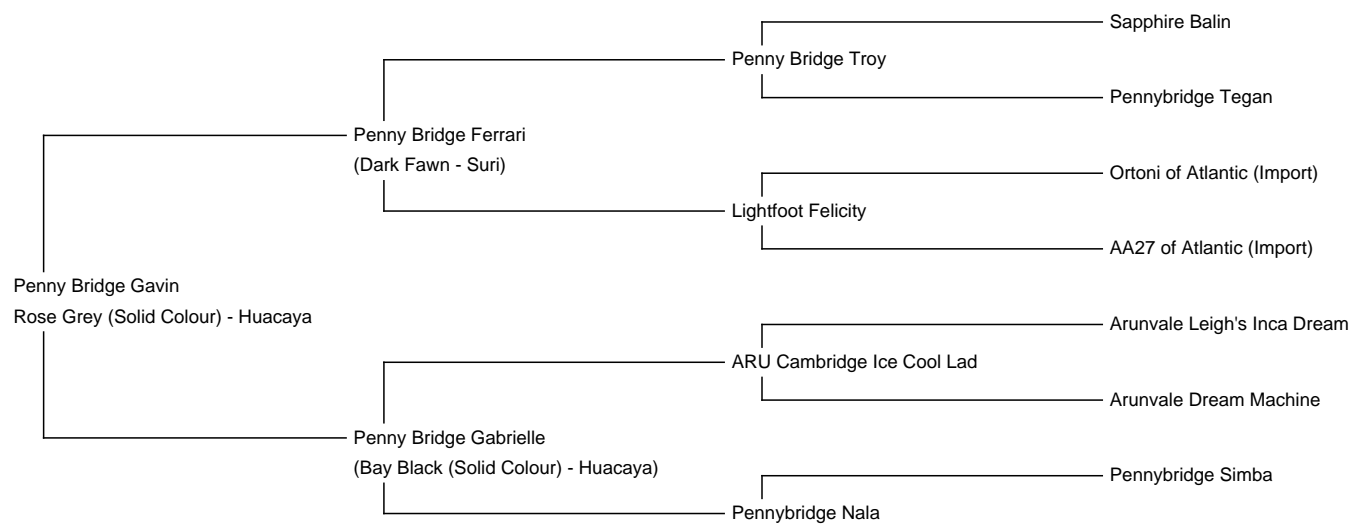 Sapphire Balin
Penny Bridge Troy
Pennybridge Tegan
Penny Bridge Ferrari
(Dark Fawn - Suri)
Ortoni of Atlantic (Import)
Lightfoot Felicity
AA27 of Atlantic (Import)
Penny Bridge Gavin
Rose Grey (Solid Colour) - Huacaya
Arunvale Leigh's Inca Dream
ARU Cambridge Ice Cool Lad
Arunvale Dream Machine
Penny Bridge Gabrielle
(Bay Black (Solid Colour) - Huacaya)
Pennybridge Simba
Pennybridge Nala